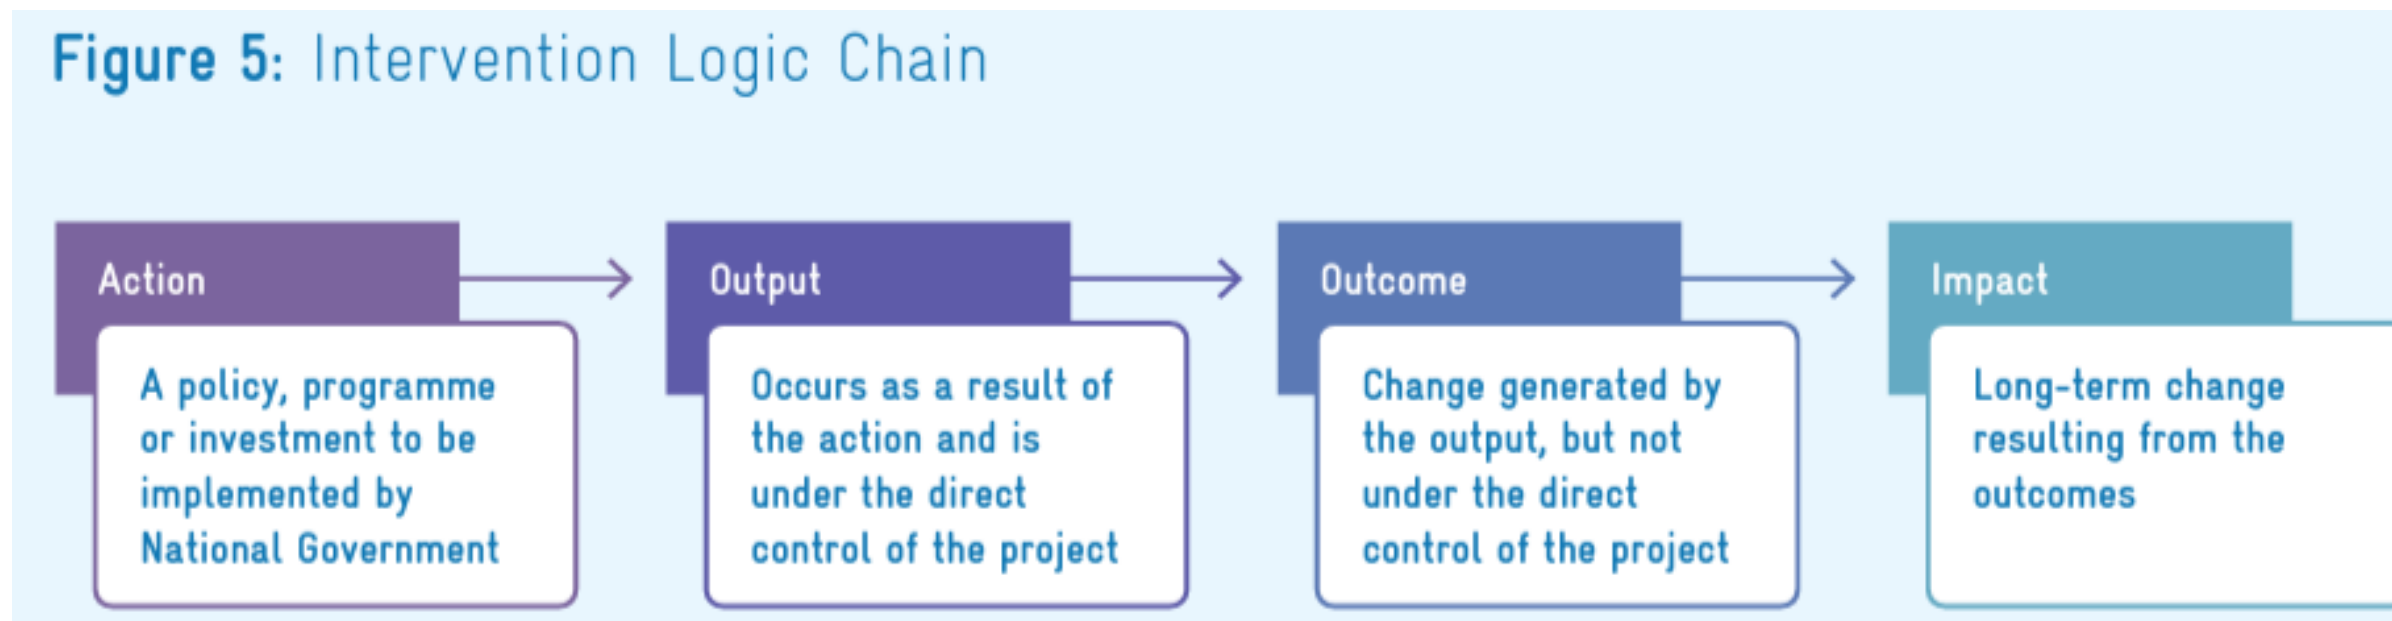 Figure 5: Intervention Logic Chain
Action
A policy, programme
or investment to be
implemented by
National Government
Output
Occurs as a result of
the action and is
under the direct
control of the project
Outcome
Change generated by
the output, but not
under the direct
control of the project
Impact
Long-term change
resulting from the
outcomes